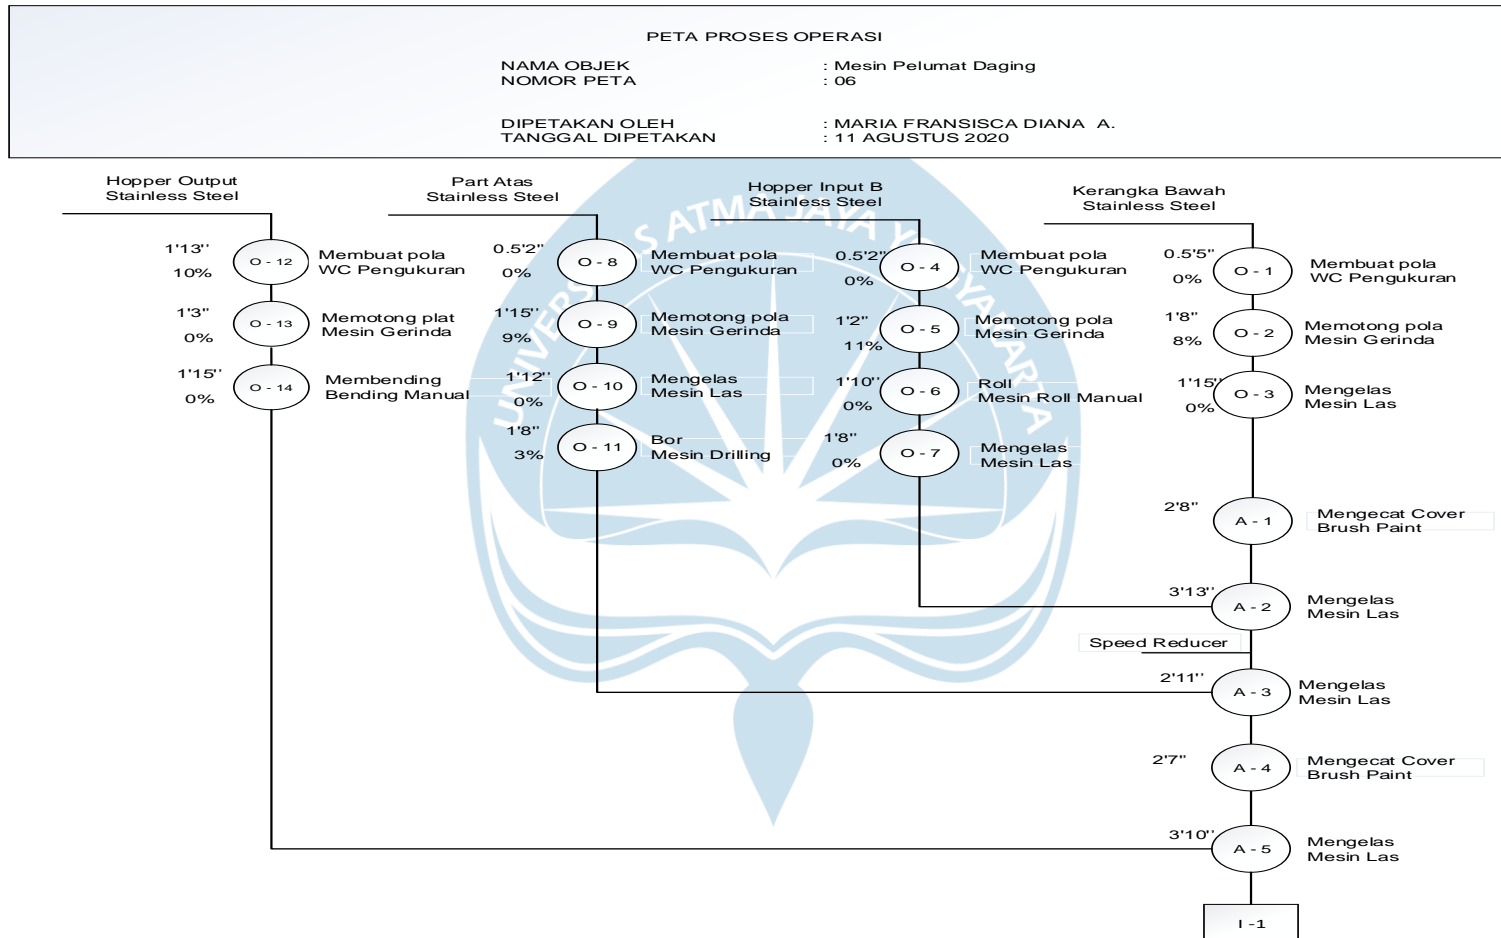 PETA PROSES OPERASI
NAMA OBJEK : Mesin Pelumat Daging
NOMOR PETA : 06
DIPETAKAN OLEH : MARIA FRANSISCA DIANA A.
TANGGAL DIPETAKAN : 11 AGUSTUS 2020
UNIVERSITAS ATMA JAYA YOGYAKARTA
Hopper Output
Stainless Steel
1'13''
10%
O - 12
Membuat pola
WC Pengukuran
1'3"
0%
O - 13
Memotong plat
Mesin Gerinda
1'15''
0%
O - 14
Membending
Bending Manual
Part Atas
Stainless Steel
0.5'2"
0%
O - 8
Membuat pola
WC Pengukuran
1'15"
9%
O - 9
Memotong pola
Mesin Gerinda
1'12"
0%
O - 10
Mengelas
Mesin Las
1'8"
3%
O - 11
Bor
Mesin Drilling
Hopper Input B
Stainless Steel
0.5'2"
0%
O - 4
Membuat pola
WC Pengukuran
1'2"
11%
O - 5
Memotong pola
Mesin Gerinda
1'10''
0%
O - 6
Roll
Mesin Roll Manual
1'8"
0%
O - 7
Mengelas
Mesin Las
Kerangka Bawah
Stainless Steel
0.5'5"
0%
O - 1
Membuat pola
WC Pengukuran
1'8"
8%
O - 2
Memotong pola
Mesin Gerinda
1'15''
0%
O - 3
Mengelas
Mesin Las
2'8"
A - 1
Mengecat Cover
Brush Paint
3'13''
A - 2
Mengelas
Mesin Las
Speed Reducer
2'11''
A - 3
Mengelas
Mesin Las
2'7"
A - 4
Mengecat Cover
Brush Paint
3'10''
A - 5
Mengelas
Mesin Las
I -1